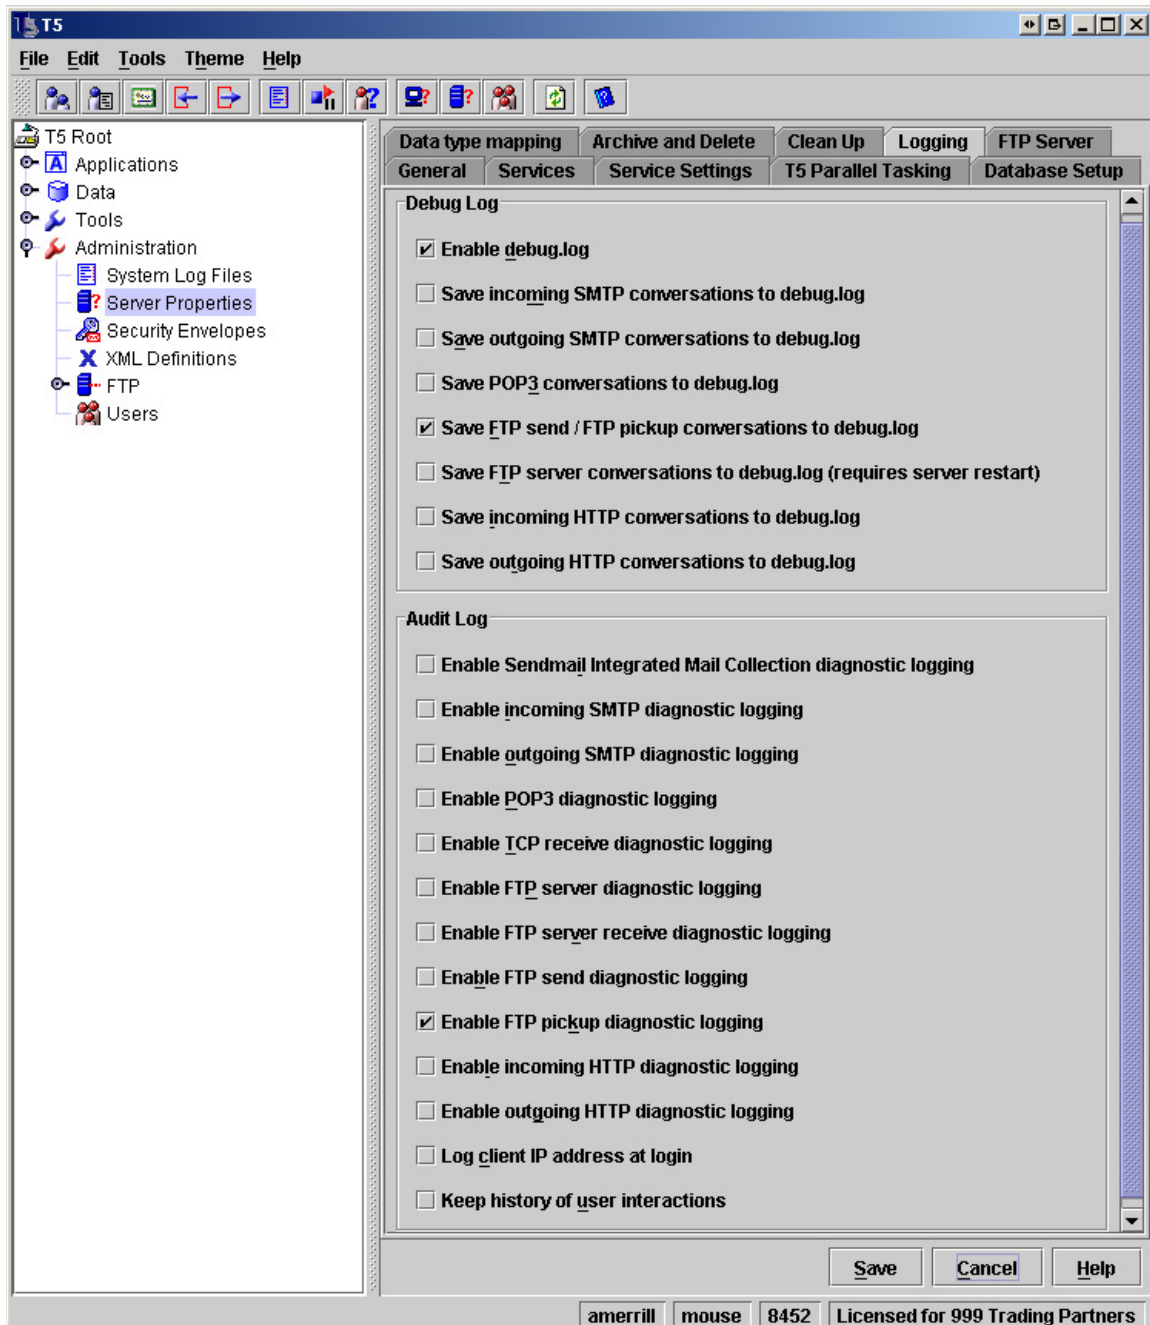 T5
File Edit Tools Theme Help
T5 Root
Applications
Data
Tools
Administration
System Log Files
Server Properties
Security Envelopes
XML Definitions
FTP
Users
Data type mapping Archive and Delete Clean Up Logging FTP Server
General Services Service Settings T5 Parallel Tasking Database Setup
Debug Log
Enable debug.log
Save incoming SMTP conversations to debug.log
Save outgoing SMTP conversations to debug.log
Save POP3 conversations to debug.log
Save FTP send / FTP pickup conversations to debug.log
Save FTP server conversations to debug.log (requires server restart)
Save incoming HTTP conversations to debug.log
Save outgoing HTTP conversations to debug.log
Audit Log
Enable Sendmail Integrated Mail Collection diagnostic logging
Enable incoming SMTP diagnostic logging
Enable outgoing SMTP diagnostic logging
Enable POP3 diagnostic logging
Enable TCP receive diagnostic logging
Enable FTP server diagnostic logging
Enable FTP server receive diagnostic logging
Enable FTP send diagnostic logging
Enable FTP pickup diagnostic logging
Enable incoming HTTP diagnostic logging
Enable outgoing HTTP diagnostic logging
Log client IP address at login
Keep history of user interactions
Save Cancel Help
amerrill mouse 8452 Licensed for 999 Trading Partners